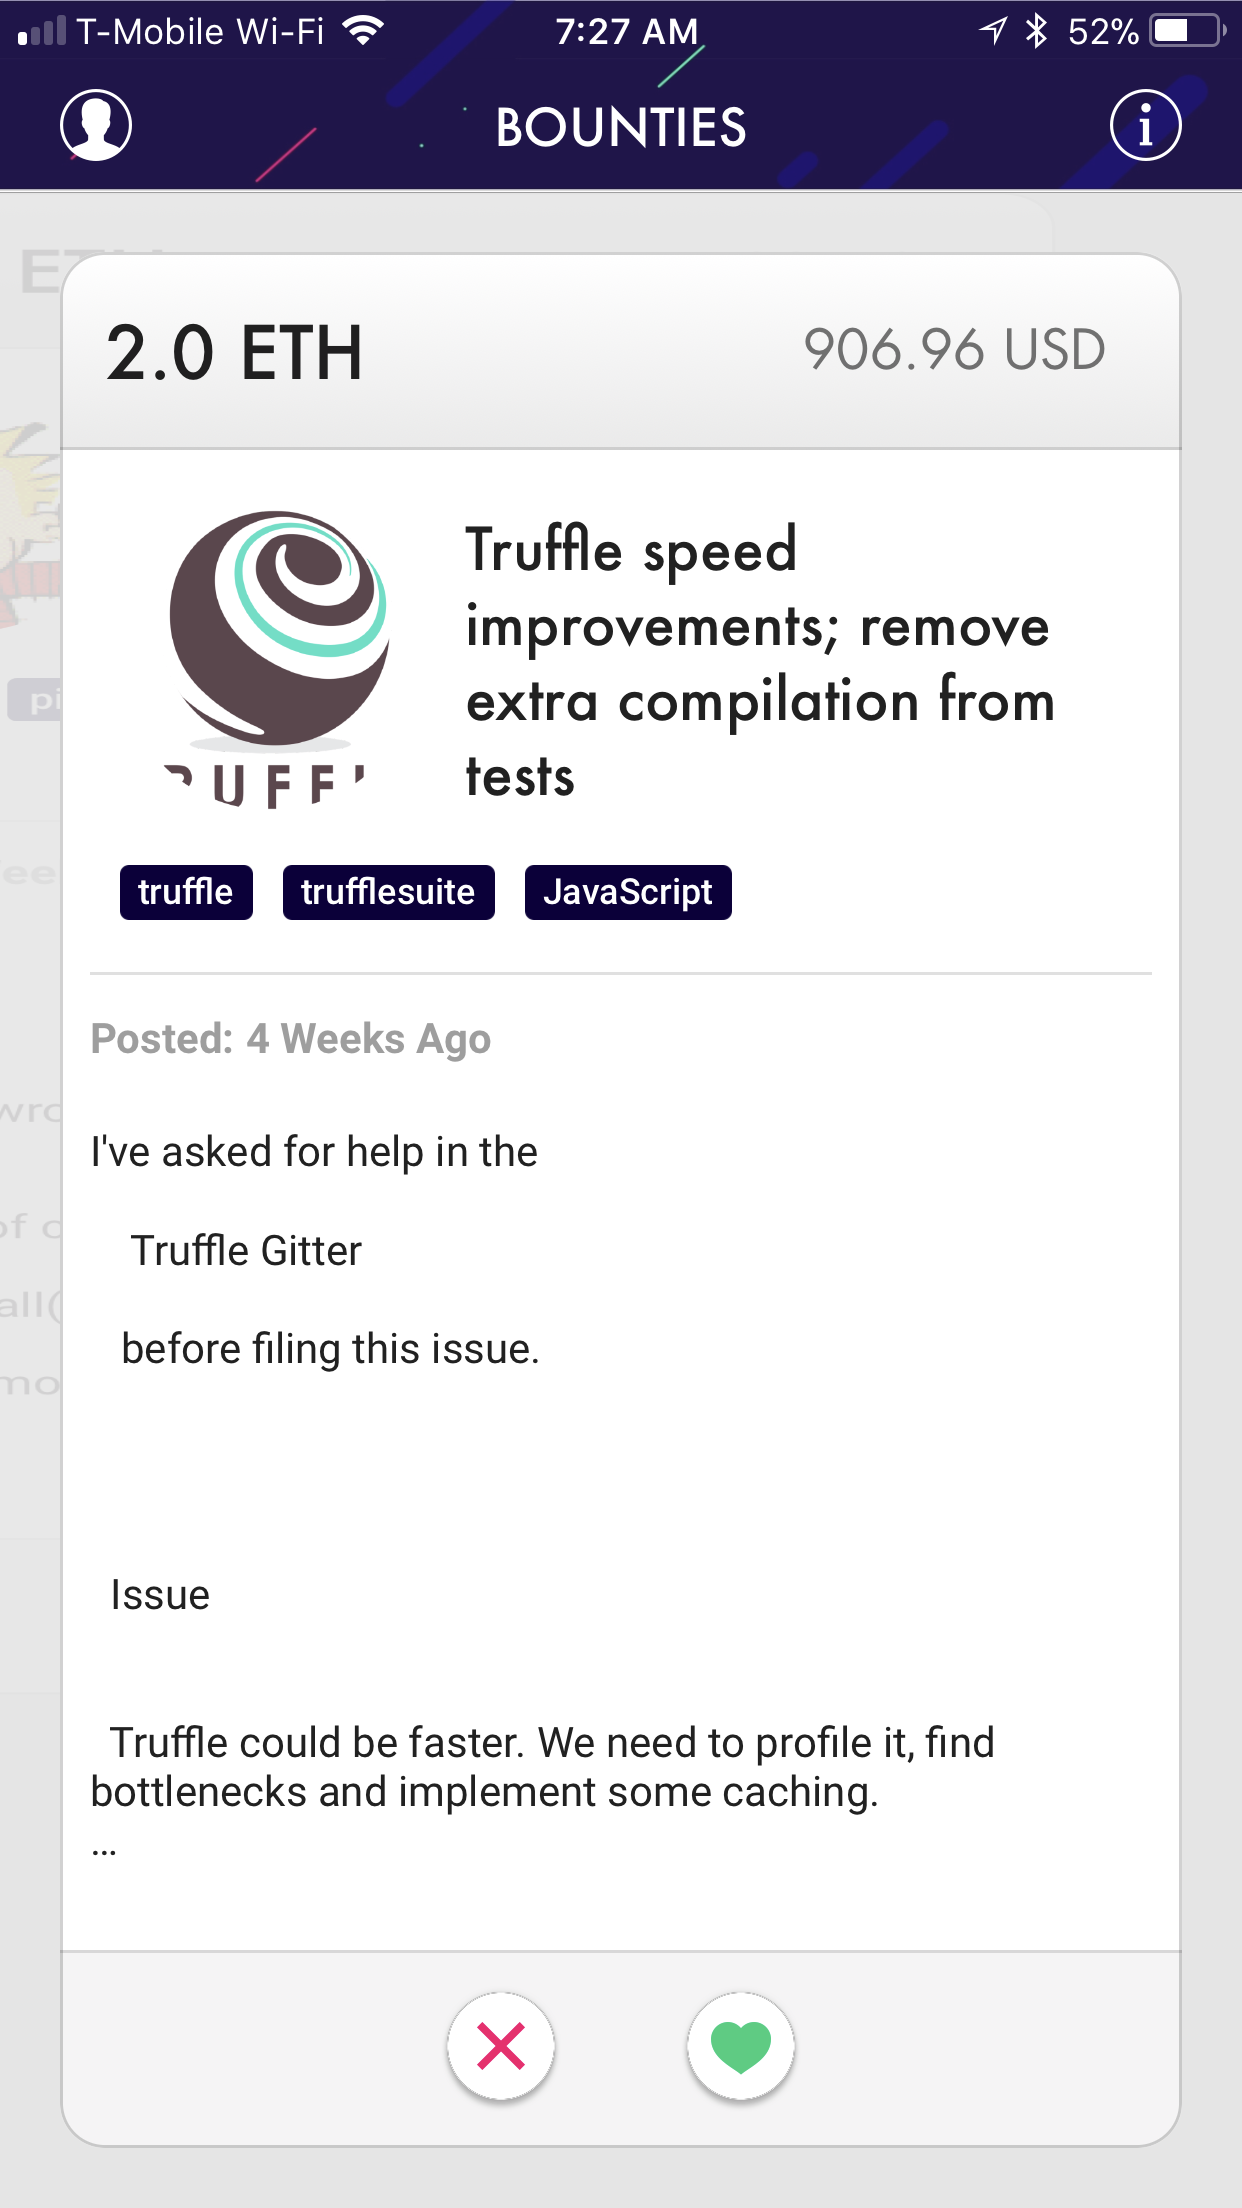 T-Mobile Wi-Fi 7:27 AM 52%
BOUNTIES
2.0 ETH 906.96 USD
Truffle speed
improvements; remove
extra compilation from
tests
truffle trufflesuite JavaScript
Posted: 4 Weeks Ago
I've asked for help in the
Truffle Gitter
before filing this issue.
Issue
Truffle could be faster. We need to profile it, find
bottlenecks and implement some caching.
...